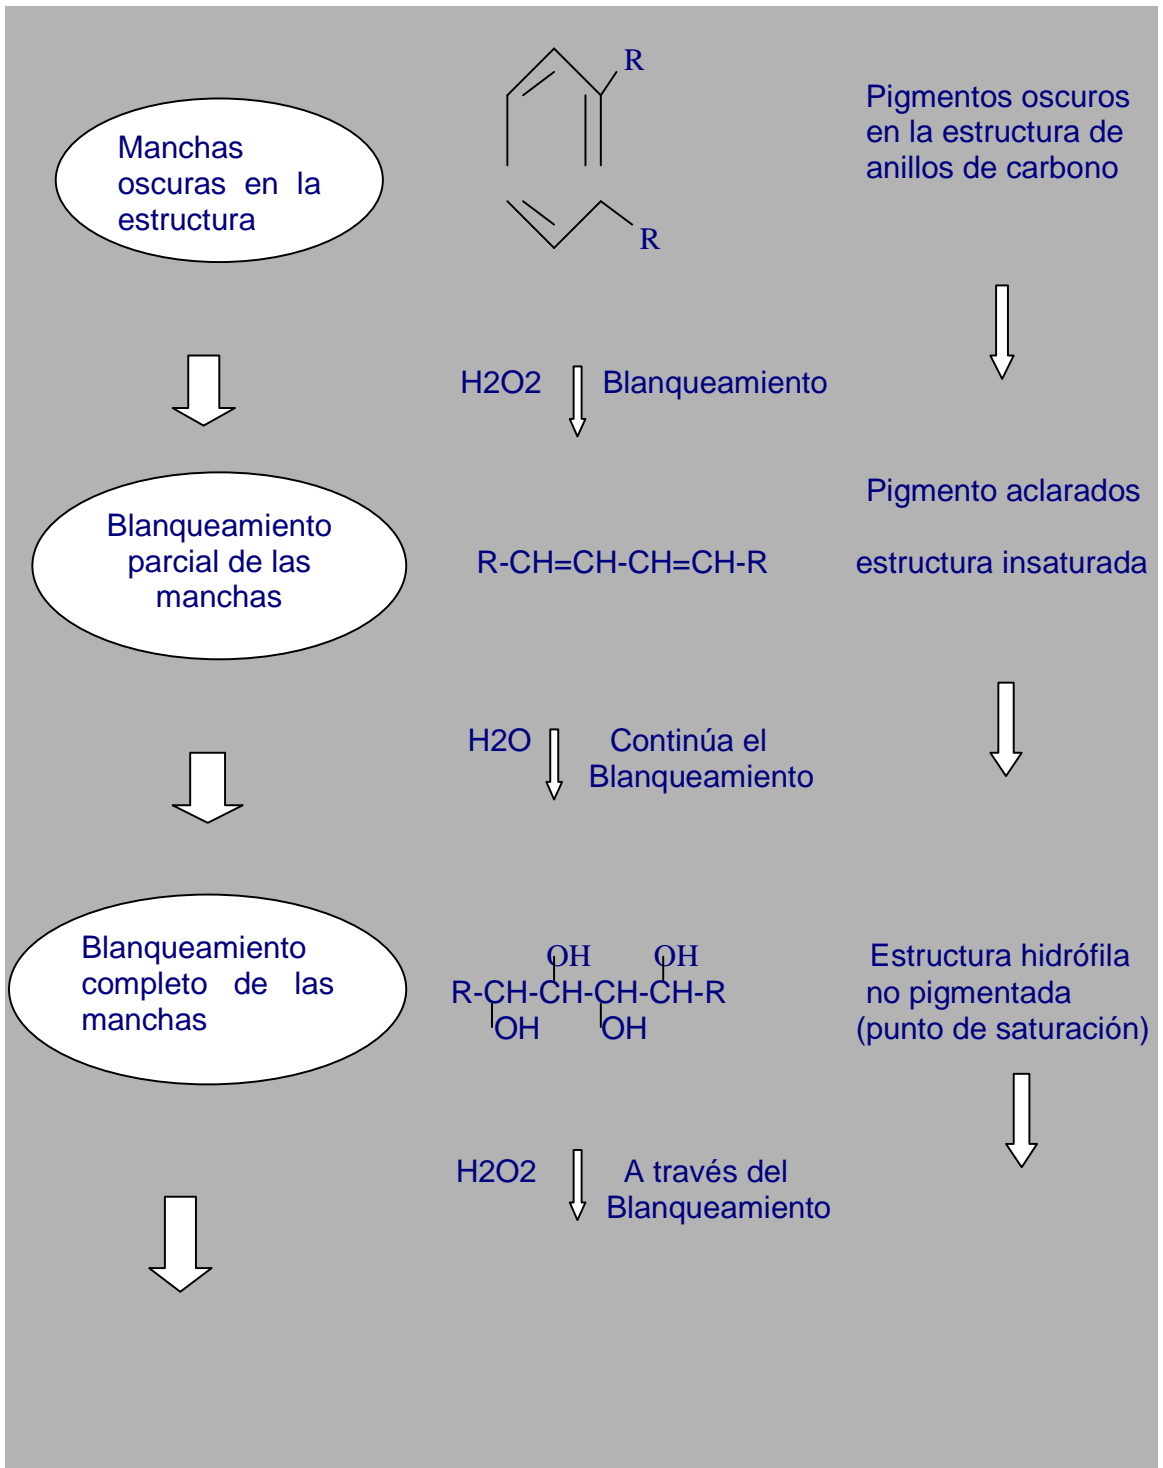 R
Manchas
oscuras en la
estructura
R
Pigmentos oscuros
en la estructura de
anillos de carbono
H2O2 Blanqueamiento
Blanqueamiento
parcial de las
manchas
R-CH=CH-CH=CH-R
Pigmento aclarados
estructura insaturada
H2O Continúa el
Blanqueamiento
Blanqueamiento
completo de las
manchas
OH OH
R-CH-CH-CH-CH-R
OH OH
Estructura hidrófila
no pigmentada
(punto de saturación)
H2O2 A través del
Blanqueamiento